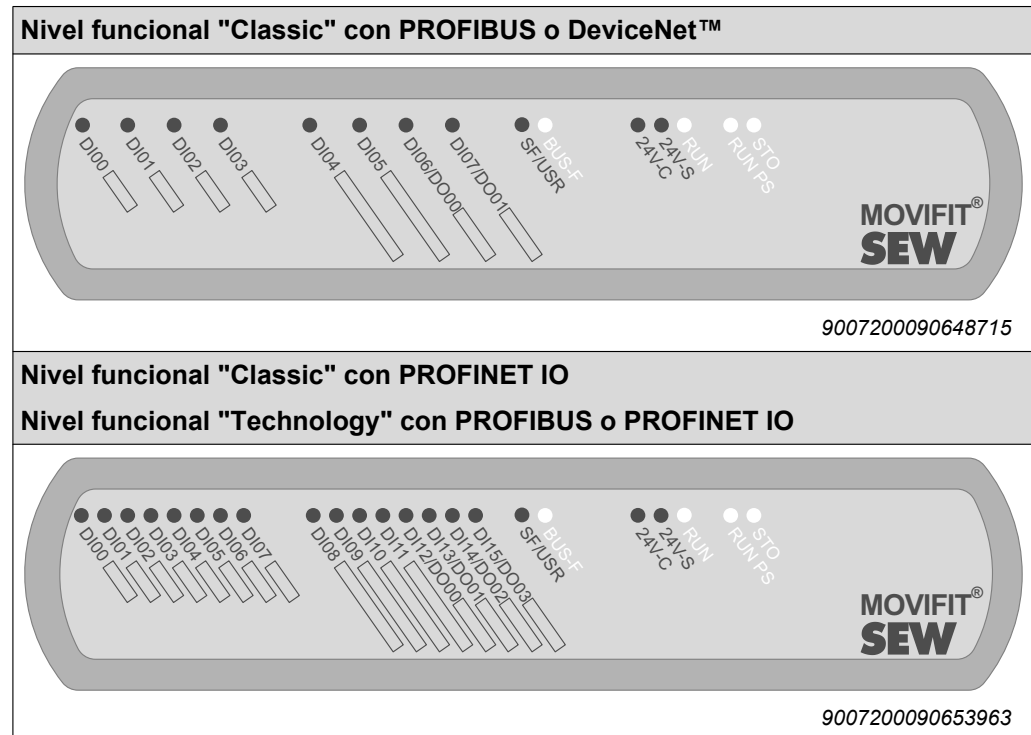 Nivel funcional "Classic" con PROFIBUS o DeviceNet™
DI00
DI01
DI02
DI03
DI04
DI05
DI06/DO00
DI07/DO01
SF/USR
BUS-F
24V-C
24V-S
RUN
RUN PS
STO
MOVIFIT®
SEW
9007200090648715
Nivel funcional "Classic" con PROFINET IO
Nivel funcional "Technology" con PROFIBUS o PROFINET IO
DI00
DI01
DI02
DI03
DI04
DI05
DI06
DI07
DI08
DI09
DI10
DI11
DI12/DO00
DI13/DO01
DI14/DO02
DI15/DO03
SF/USR
BUS-F
24V-C
24V-S
RUN
RUN PS
STO
MOVIFIT®
SEW
9007200090653963